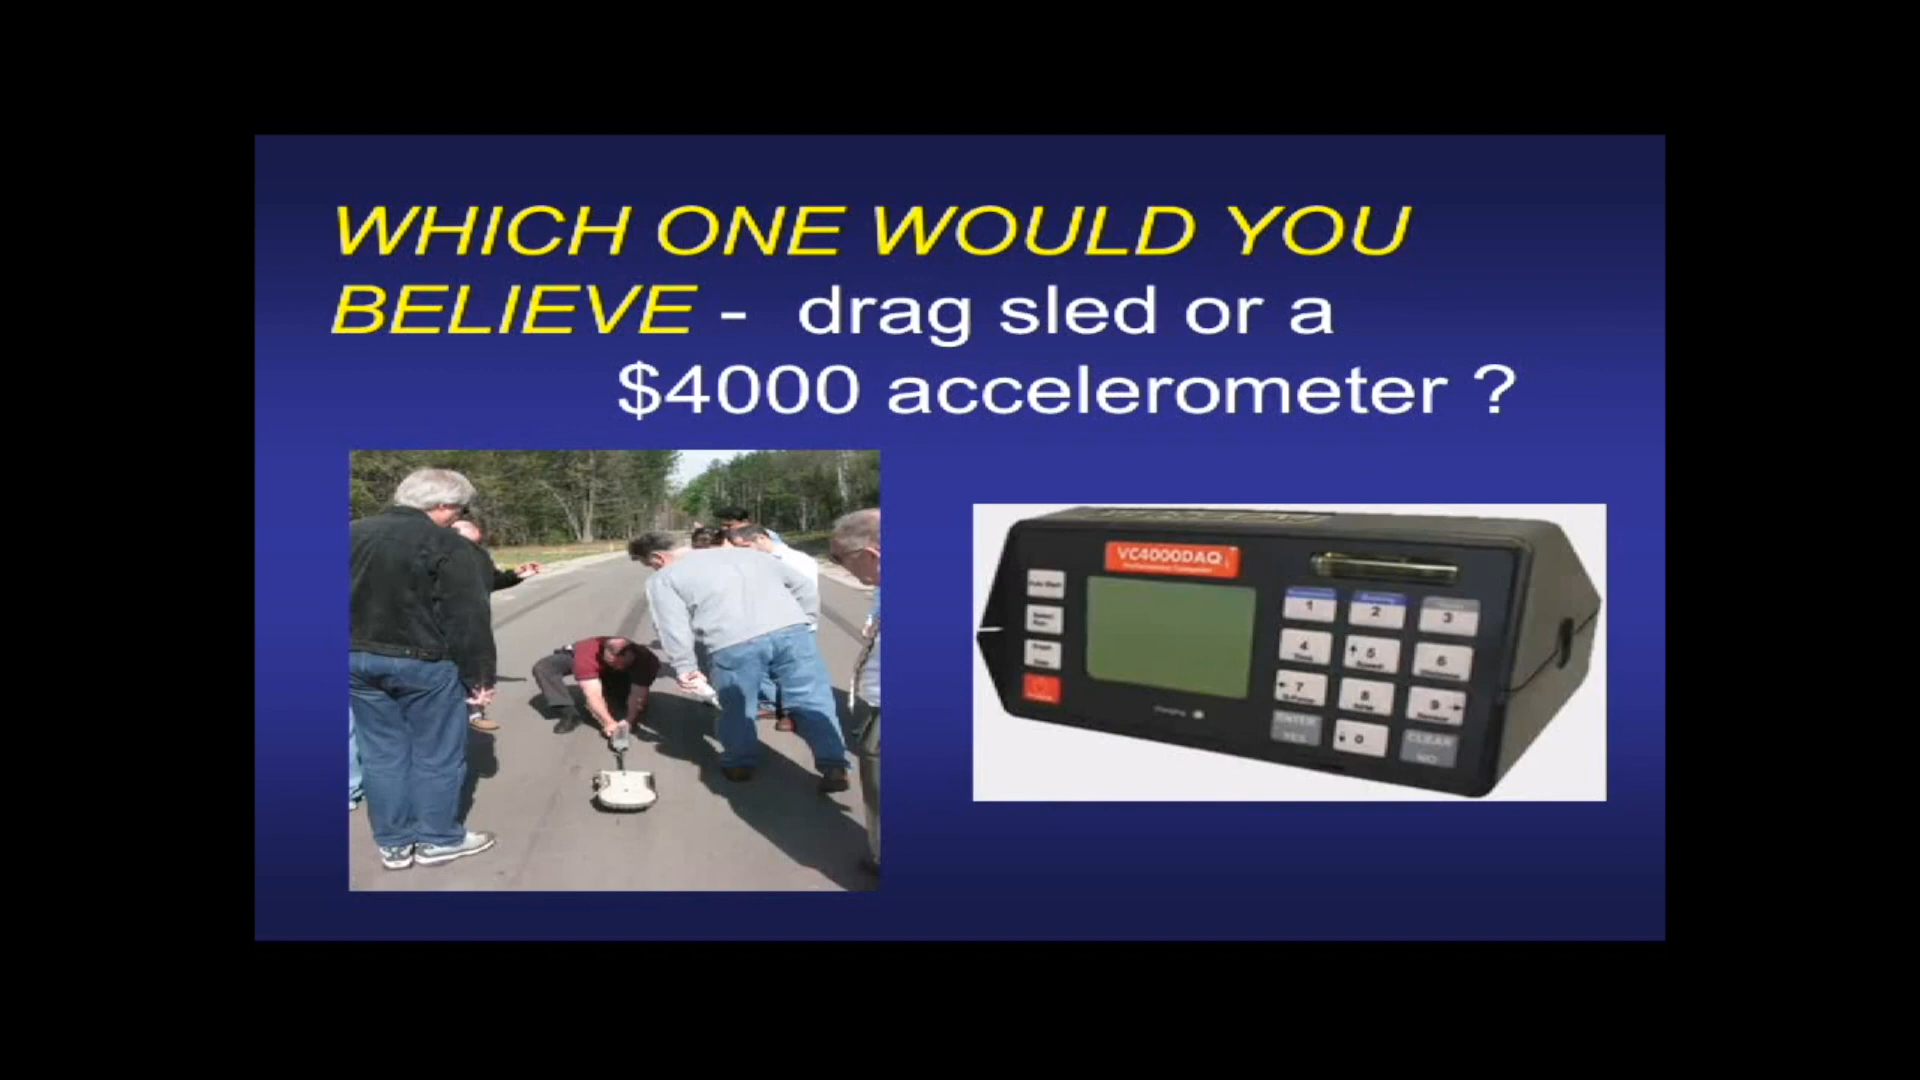 WHICH ONE WOULD YOU
BELIEVE - drag sled or a
$4000 accelerometer ?
VC4000DAQ
1
2
3
4
5
6
7
8
9
ENTER
YES
0
CLEAR
NO